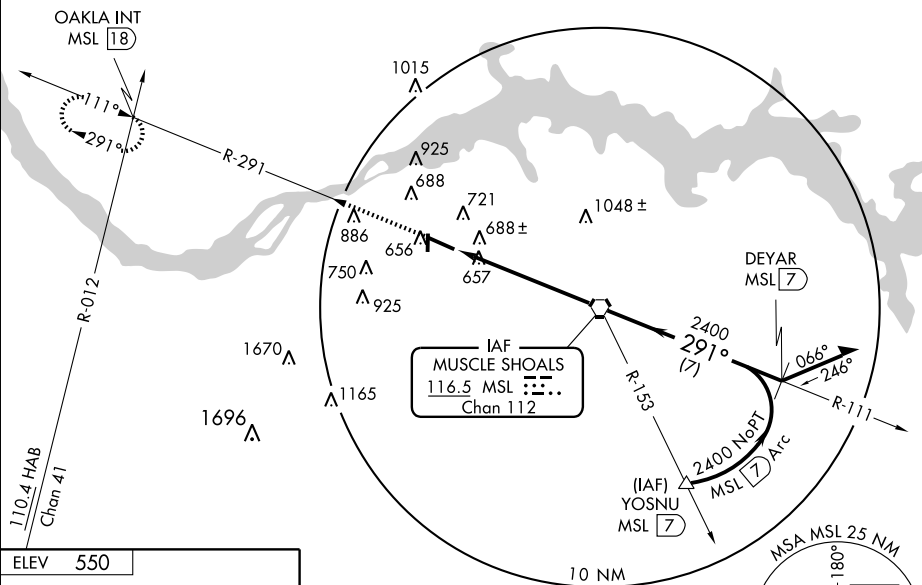 OAKLA INT
MSL 18
111°
291°
R-291
R-012
110.4 HAB
Chan 41
1015
925
688
721
688 ±
1048 ±
886
656
657
750
925
1670
1165
1696
IAF
MUSCLE SHOALS
116.5 MSL
Chan 112
DEYAR
MSL 7
2400
291°
(7)
066°
246°
R-111
R-153
2400 NoPT
MSL 7 Arc
(IAF)
YOSNU
MSL 7
10 NM
MSA MSL 25 NM
180°
ELEV 550